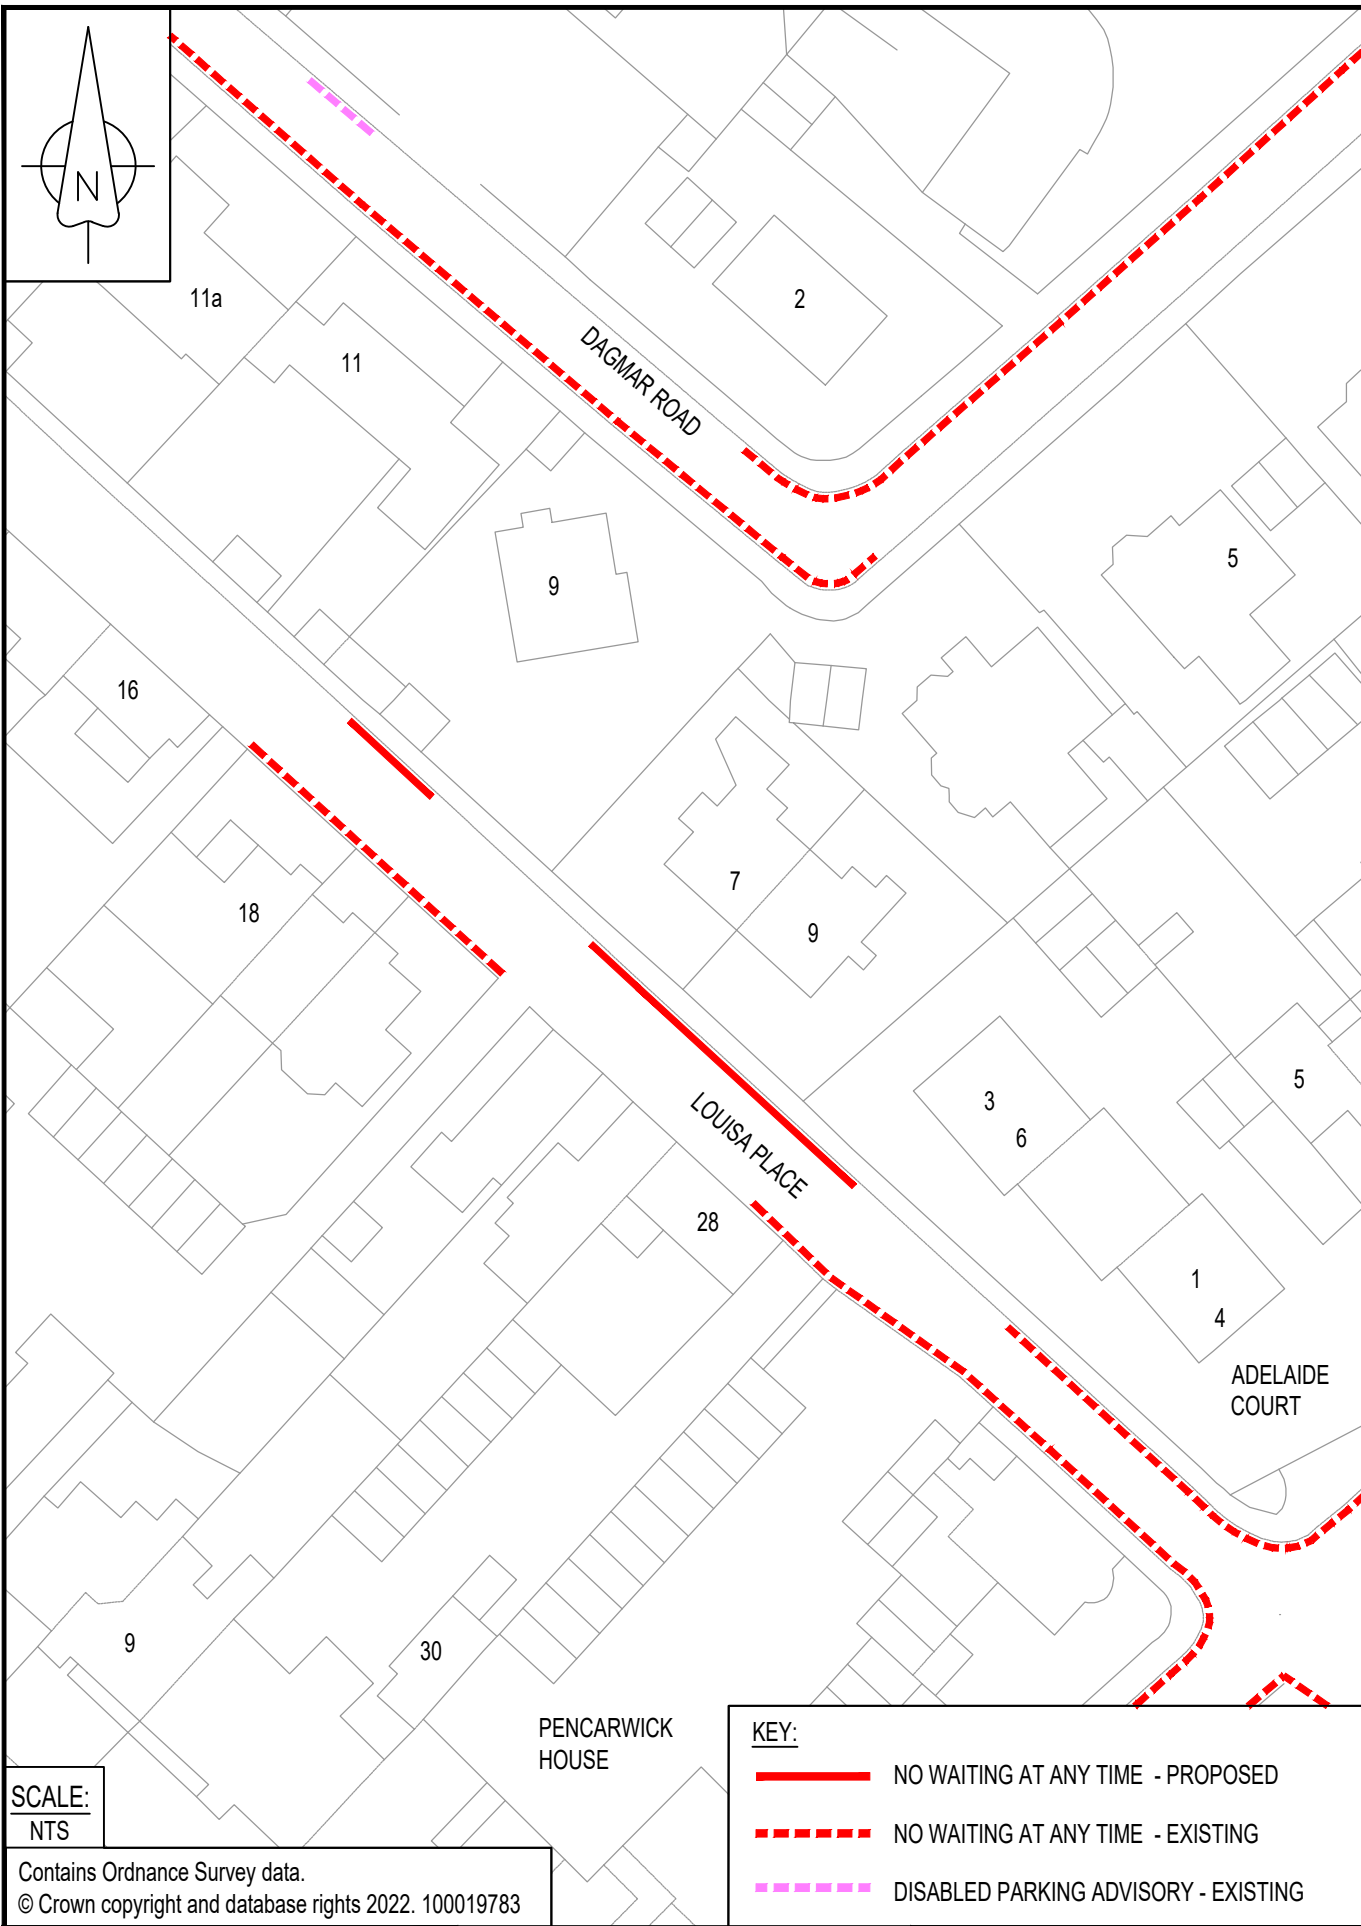 N
11a
2
11
DAGMAR ROAD
9
5
16
7
18
9
3
6
5
LOUISA PLACE
28
1
4
ADELAIDE
COURT
9
30
PENCARWICK
HOUSE
KEY:
NO WAITING AT ANY TIME - PROPOSED
NO WAITING AT ANY TIME - EXISTING
DISABLED PARKING ADVISORY - EXISTING
SCALE:
NTS
Contains Ordnance Survey data.
© Crown copyright and database rights 2022. 100019783